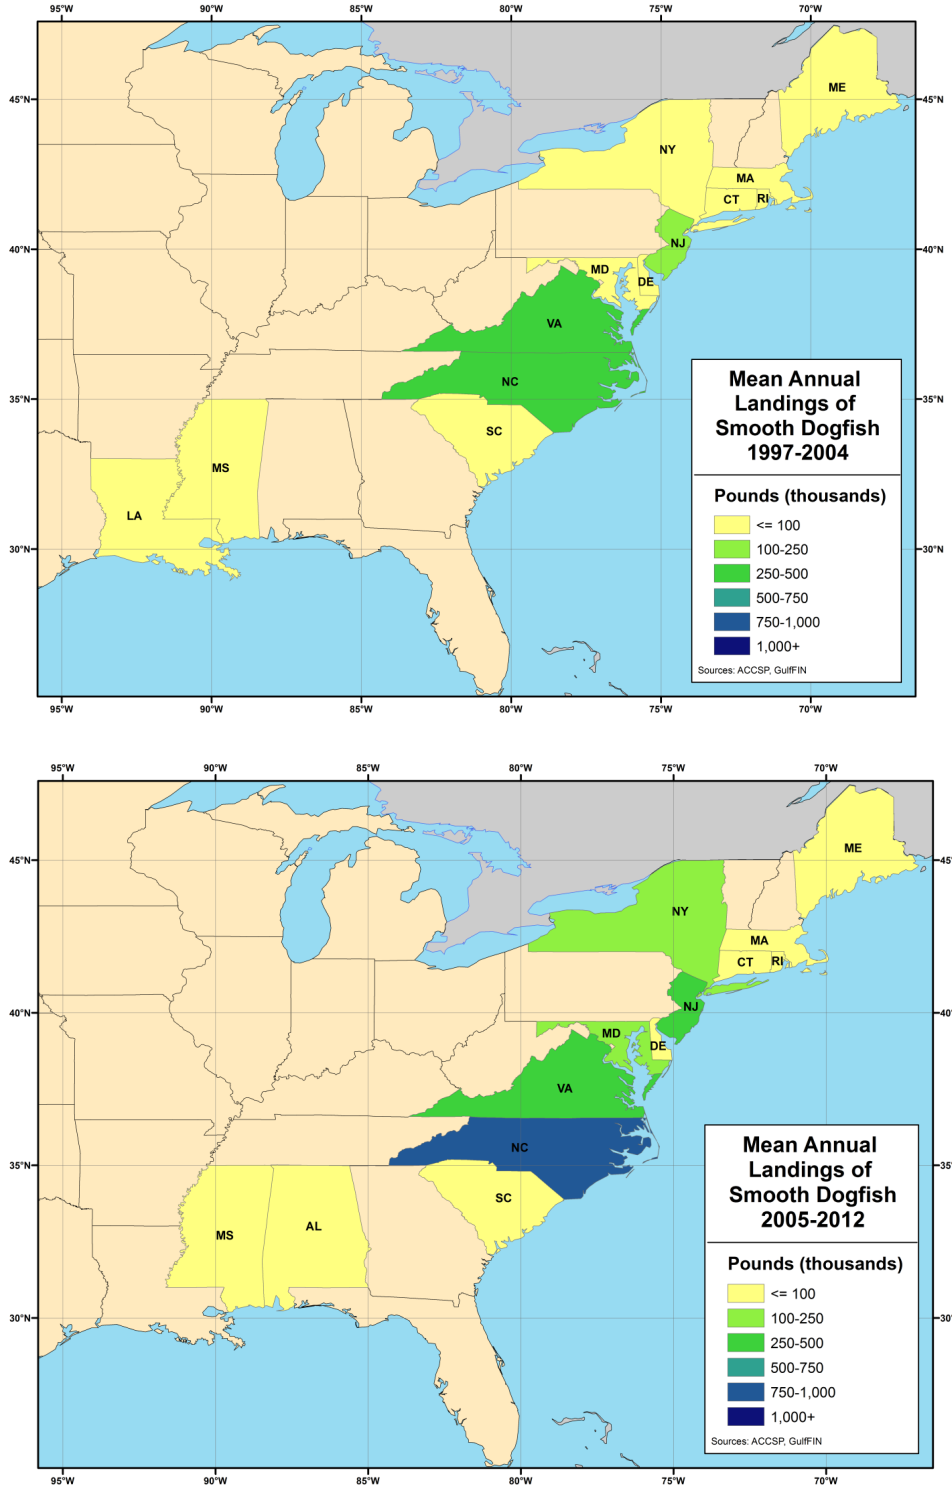 95°W 90°W 85°W 80°W 75°W 70°W
ME
45°N 45°N
NY
MA
CT RI
40°N NJ 40°N
MD
DE
VA
NC
35°N 35°N
SC
MS
LA
30°N 30°N
Mean Annual
Landings of
Smooth Dogfish
1997-2004
Pounds (thousands)
<= 100
100-250
250-500
500-750
750-1,000
1,000+
Sources: ACCSP, GulfFIN
95°W 90°W 85°W 80°W 75°W 70°W
95°W 90°W 85°W 80°W 75°W 70°W
ME
45°N 45°N
NY
MA
CT RI
NJ
40°N 40°N
MD
DE
VA
NC
35°N 35°N
SC
AL
MS
30°N 30°N
Mean Annual
Landings of
Smooth Dogfish
2005-2012
Pounds (thousands)
<= 100
100-250
250-500
500-750
750-1,000
1,000+
Sources: ACCSP, GulfFIN
95°W 90°W 85°W 80°W 75°W 70°W